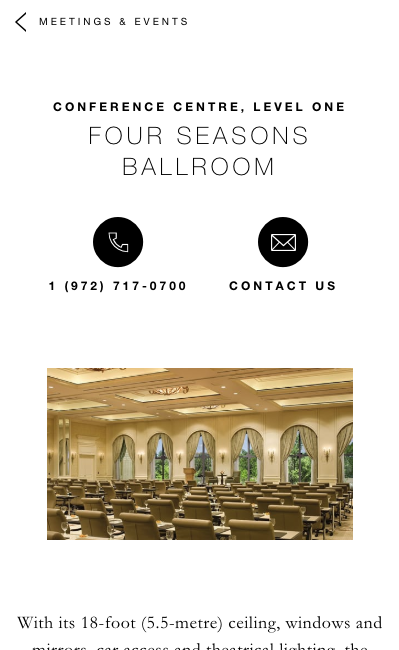 MEETINGS & EVENTS
CONFERENCE CENTRE, LEVEL ONE
FOUR SEASONS
BALLROOM
1 (972) 717-0700
CONTACT US
With its 18-foot (5.5-metre) ceiling, windows and
mirrors, car access and theatrical lighting, the